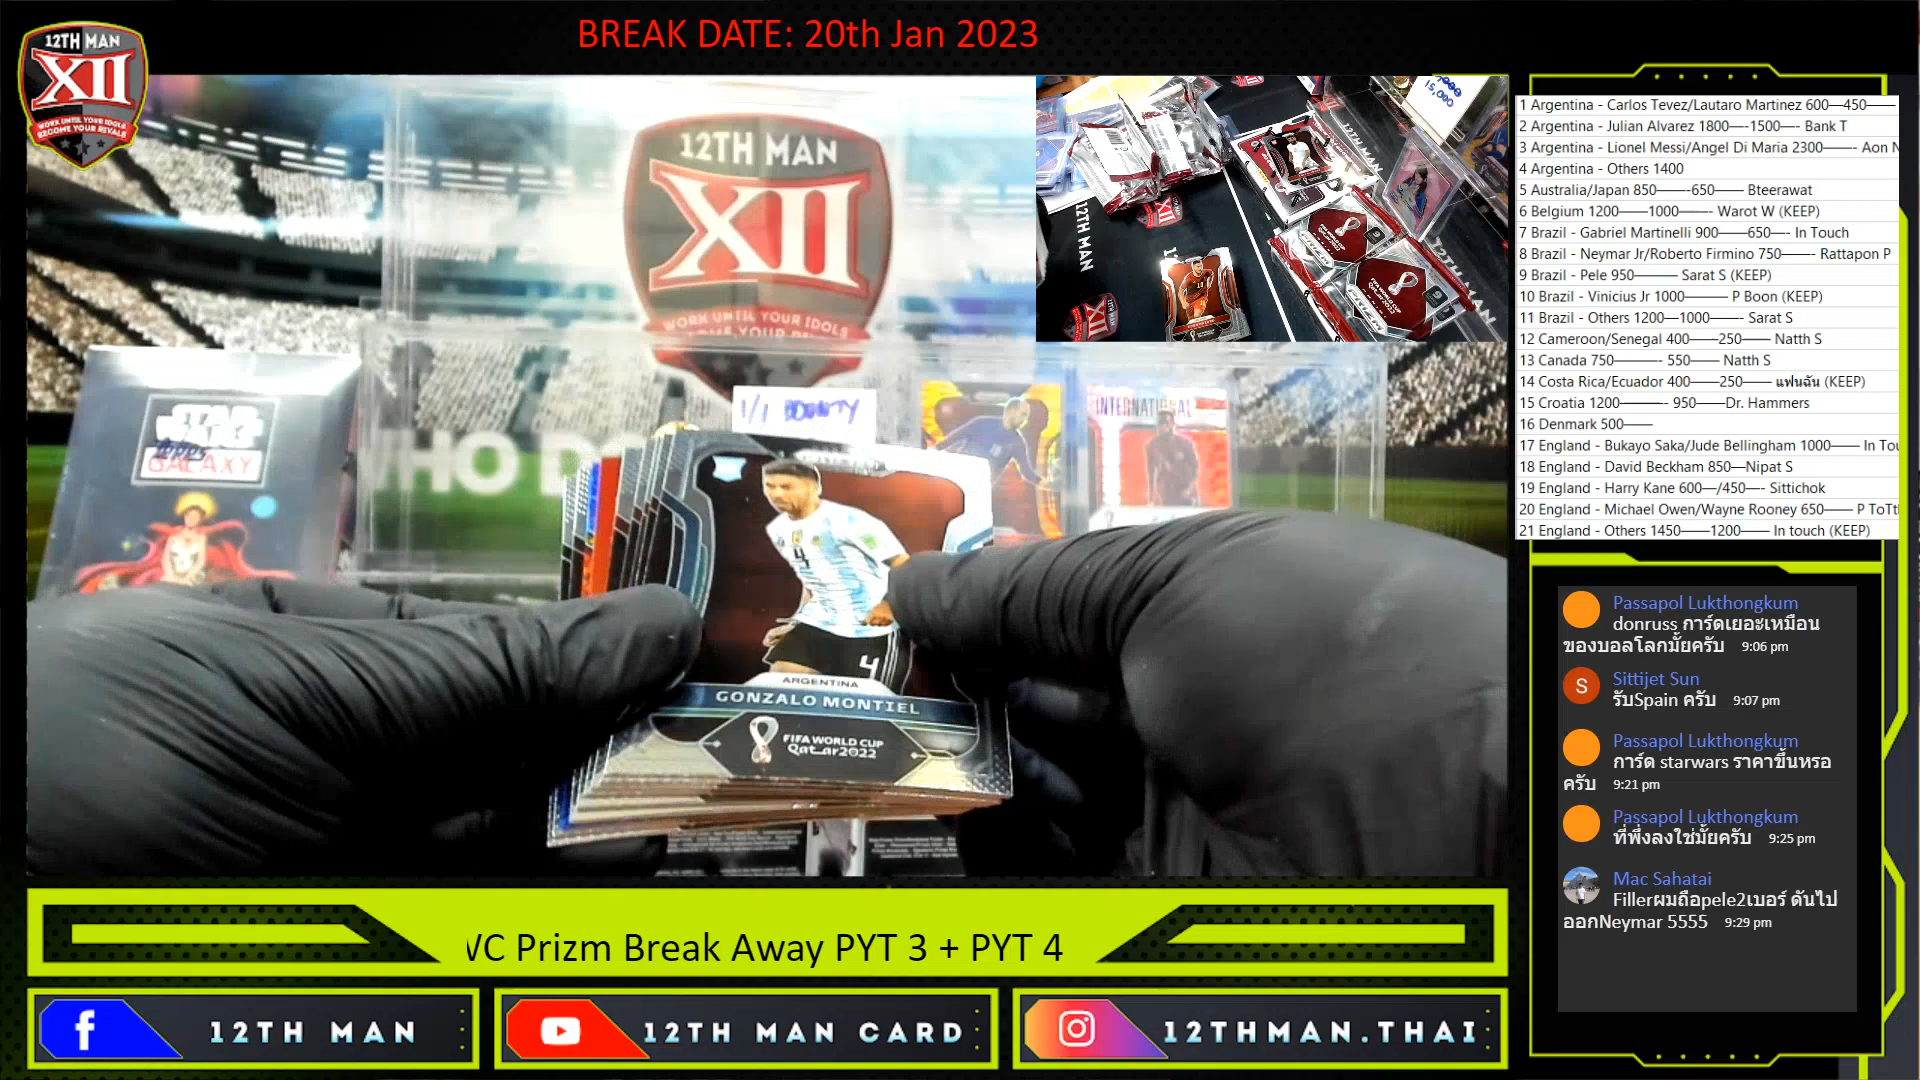 BREAK DATE: 20th Jan 2023
12TH MAN
XII
WORK UNTIL YOUR IDOLS
BECOME YOUR RIVALS
12TH MAN
XII
WORK UNTIL YOUR IDOLS
15,000
12TH MAN
1/1 BOUNTY
STAR WARS
GALAXY
WHO D
INTERNATIONAL
4
4
ARGENTINA
GONZALO MONTIEL
FIFA WORLD CUP
Qatar2022
1 Argentina - Carlos Tevez/Lautaro Martinez 600—-450——
2 Argentina - Julian Alvarez 1800—-1500—- Bank T
3 Argentina - Lionel Messi/Angel Di Maria 2300——- Aon N
4 Argentina - Others 1400
5 Australia/Japan 850——-650—— Bteerawat
6 Belgium 1200——1000——- Warot W (KEEP)
7 Brazil - Gabriel Martinelli 900——650—- In Touch
8 Brazil - Neymar Jr/Roberto Firmino 750——- Rattapon P
9 Brazil - Pele 950——— Sarat S (KEEP)
10 Brazil - Vinicius Jr 1000——— P Boon (KEEP)
11 Brazil - Others 1200—1000——- Sarat S
12 Cameroon/Senegal 400——250—— Natth S
13 Canada 750———- 550—— Natth S
14 Costa Rica/Ecuador 400——250—— แฟนฉัน (KEEP)
15 Croatia 1200———- 950——Dr. Hammers
16 Denmark 500——
17 England - Bukayo Saka/Jude Bellingham 1000—— In Tou
18 England - David Beckham 850—Nipat S
19 England - Harry Kane 600—/450—- Sittichok
20 England - Michael Owen/Wayne Rooney 650—— P ToTt
21 England - Others 1450——1200—— In touch (KEEP)
Passapol Lukthongkum
donruss การ์ดเยอะเหมือน
ของบอลโลกมั้ยครับ 9:06 pm
S
Sittijet Sun
รับSpain ครับ 9:07 pm
Passapol Lukthongkum
การ์ด starwars ราคาขึ้นหรอ
ครับ 9:21 pm
Passapol Lukthongkum
ที่พึ่งลงใช่มั้ยครับ 9:25 pm
Mac Sahatai
Fillerผมถือpele2เบอร์ ดันไป
ออกNeymar 5555 9:29 pm
VC Prizm Break Away PYT 3 + PYT 4
12TH MAN
12TH MAN CARD
12THMAN.THAI